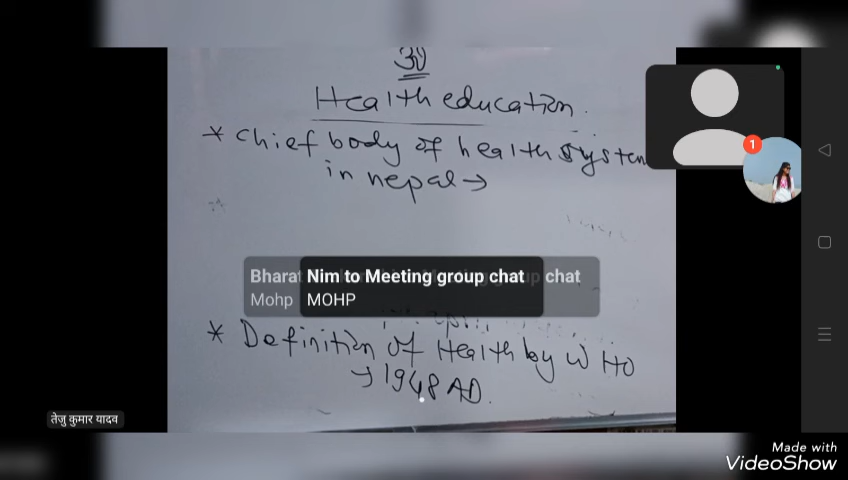 ॐ
Health education.
* Chief body of health system
in nepal →
Bharat
Nim to Meeting group chat
chat
Mohp
MOHP
* Definition of Health by WHO
→ 1948 AD.
1
तेजु कुमार यादव
Made with
VideoShow